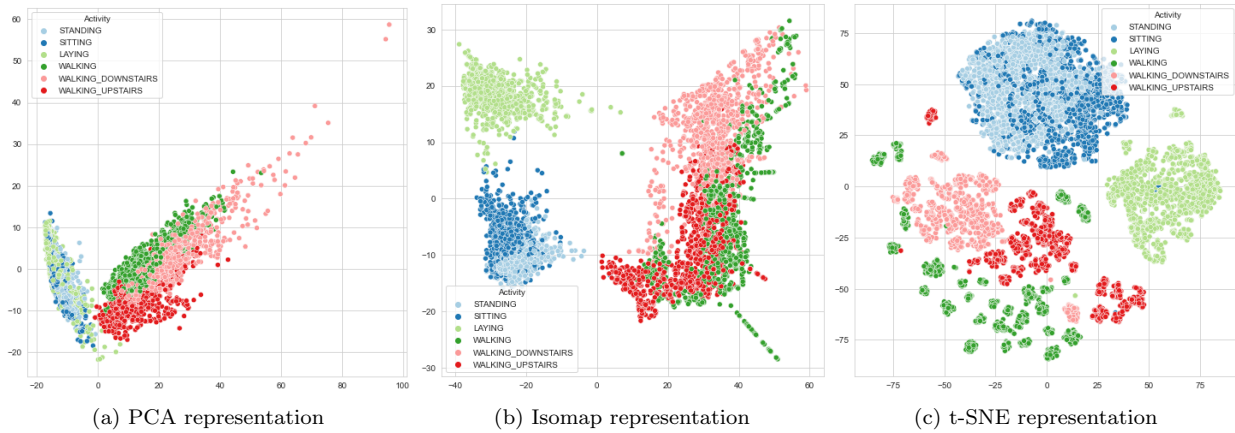 Activity
STANDING
SITTING
LAYING
WALKING
WALKING_DOWNSTAIRS
WALKING_UPSTAIRS
60
50
40
30
20
10
0
−10
−20
−20
0
20
40
60
80
100
(a) PCA representation
30
20
10
0
−10
−20
−30
Activity
STANDING
SITTING
LAYING
WALKING
WALKING_DOWNSTAIRS
WALKING_UPSTAIRS
−40
−20
0
20
40
60
(b) Isomap representation
Activity
STANDING
SITTING
LAYING
WALKING
WALKING_DOWNSTAIRS
WALKING_UPSTAIRS
75
50
25
0
−25
−50
−75
−75
−50
−25
0
25
50
75
(c) t-SNE representation